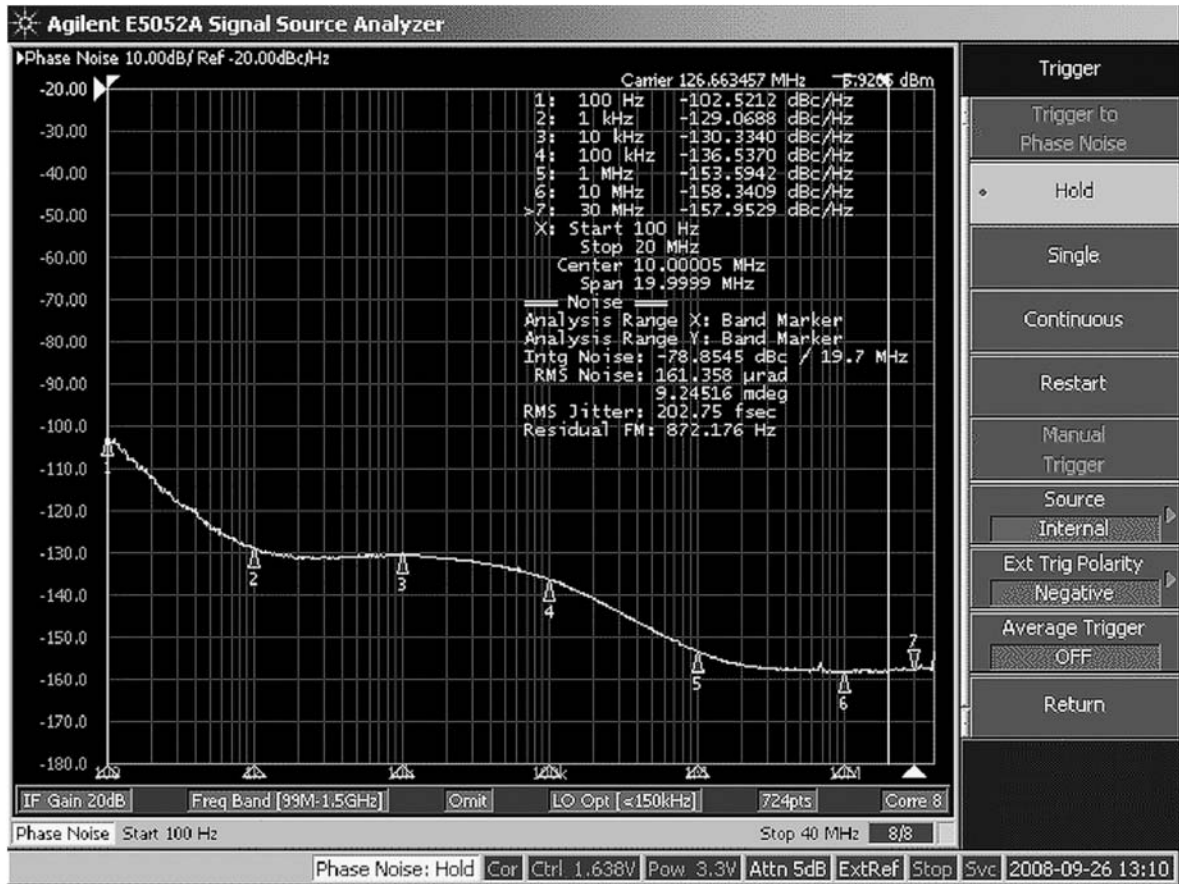 Agilent E5052A Signal Source Analyzer
Phase Noise 10.00dB/ Ref -20.00dBc/Hz
Carrier 126.663457 MHz dBm
1: 100 Hz -102.5212 dBc/Hz
2: 1 kHz -129.0688 dBc/Hz
3: 10 kHz -130.3340 dBc/Hz
4: 100 kHz -136.5370 dBc/Hz
5: 1 MHz -153.5942 dBc/Hz
6: 10 MHz -158.3409 dBc/Hz
>7: 30 MHz -157.9529 dBc/Hz
X: Start 100 Hz
Stop 20 MHz
Center 10.00005 MHz
Span 19.9999 MHz
Noise
Analysis Range X: Band Marker
Analysis Range Y: Band Marker
Intg Noise: -78.8545 dBc / 19.7 MHz
RMS Noise: 161.358 µrad
9.24516 mdeg
RMS Jitter: 202.75 fsec
Residual FM: 872.176 Hz
-20.00
-30.00
-40.00
-50.00
-60.00
-70.00
-80.00
-90.00
-100.0
-110.0
-120.0
-130.0
-140.0
-150.0
-160.0
-170.0
-180.0
1
2
3
4
5
6
7
IF Gain 20dB
Freq Band [99M-1.5GHz]
Omit
LO Opt [<150kHz]
724pts
Corre 8
Phase Noise Start 100 Hz
Stop 40 MHz 8/8
Phase Noise: Hold Cor Ctrl 1.638V Pow 3.3V Attn 5dB ExtRef Stop Svc 2008-09-26 13:10
Trigger
Trigger to
Phase Noise
Hold
Single
Continuous
Restart
Manual
Trigger
Source
Internal
Ext Trig Polarity
Negative
Average Trigger
OFF
Return